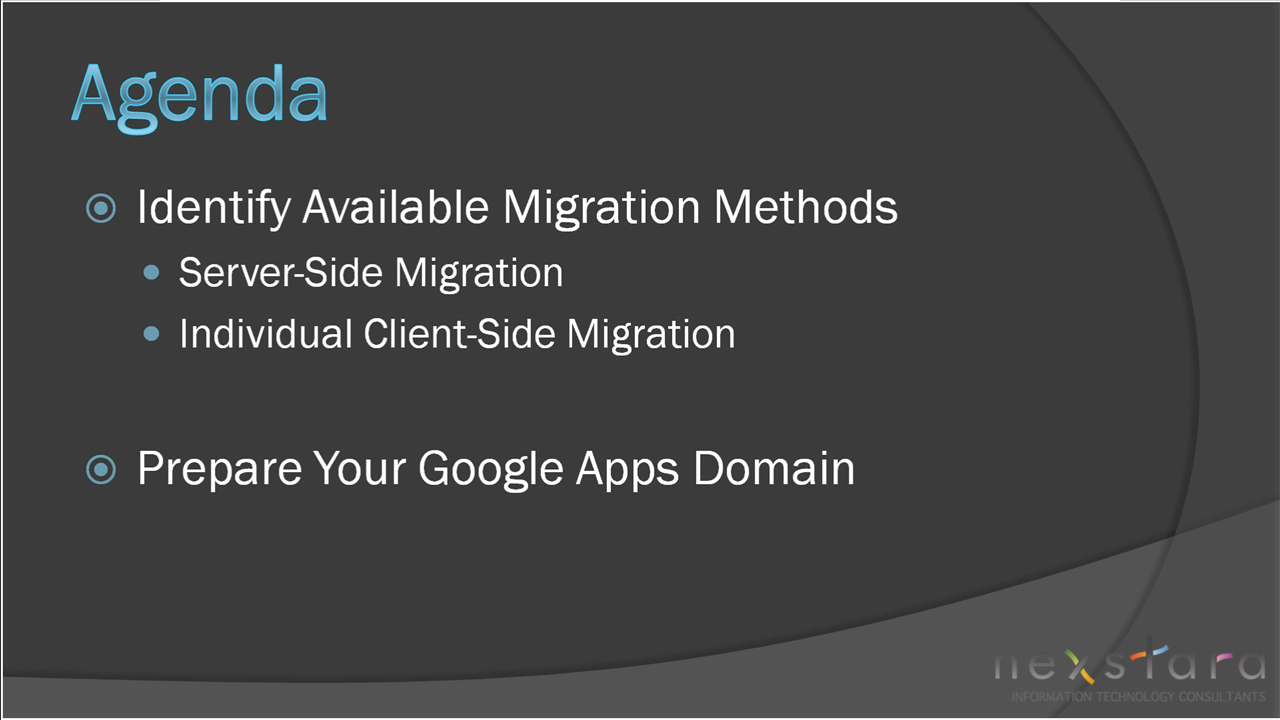 Agenda
Identify Available Migration Methods
Server-Side Migration
Individual Client-Side Migration
Prepare Your Google Apps Domain
nexstara
INFORMATION TECHNOLOGY CONSULTANTS